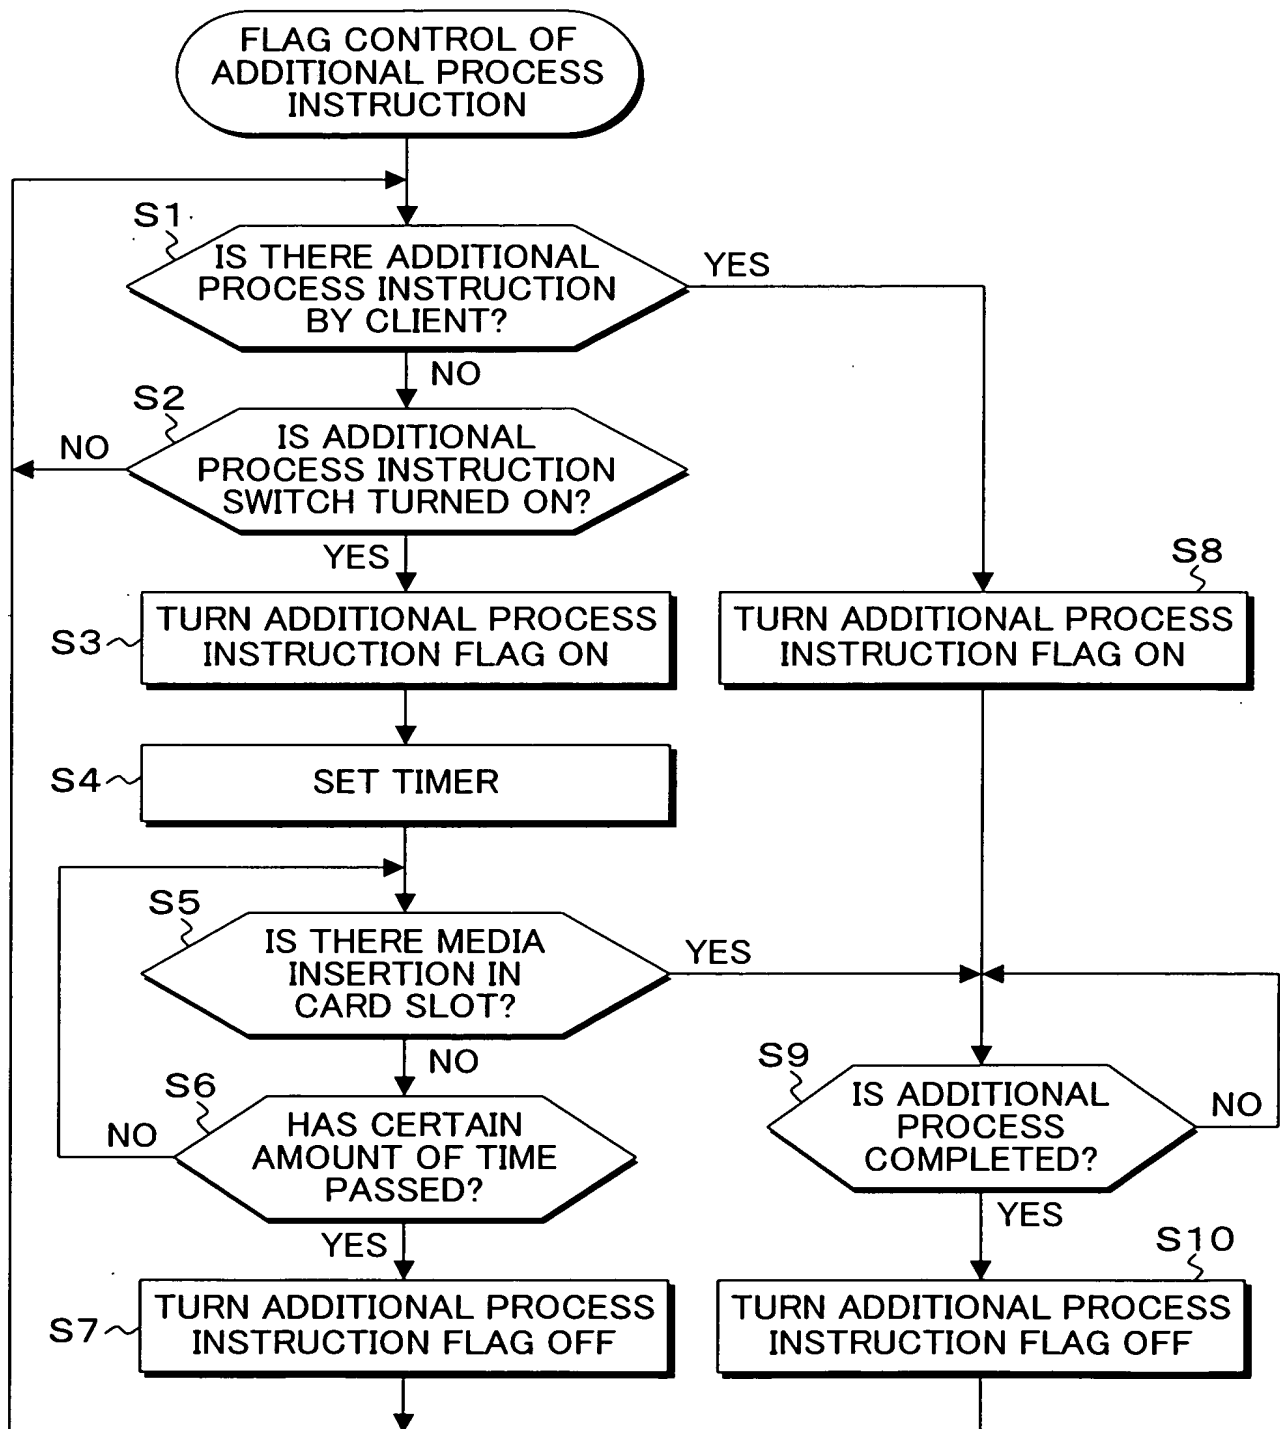 FLAG CONTROL OF
ADDITIONAL PROCESS
INSTRUCTION
S1
IS THERE ADDITIONAL
PROCESS INSTRUCTION
BY CLIENT?
YES
NO
S2
IS ADDITIONAL
PROCESS INSTRUCTION
SWITCH TURNED ON?
NO
YES
S3
TURN ADDITIONAL PROCESS
INSTRUCTION FLAG ON
S8
TURN ADDITIONAL PROCESS
INSTRUCTION FLAG ON
S4
SET TIMER
S5
IS THERE MEDIA
INSERTION IN
CARD SLOT?
YES
NO
S6
HAS CERTAIN
AMOUNT OF TIME
PASSED?
NO
YES
S9
IS ADDITIONAL
PROCESS
COMPLETED?
NO
YES
S7
TURN ADDITIONAL PROCESS
INSTRUCTION FLAG OFF
S10
TURN ADDITIONAL PROCESS
INSTRUCTION FLAG OFF